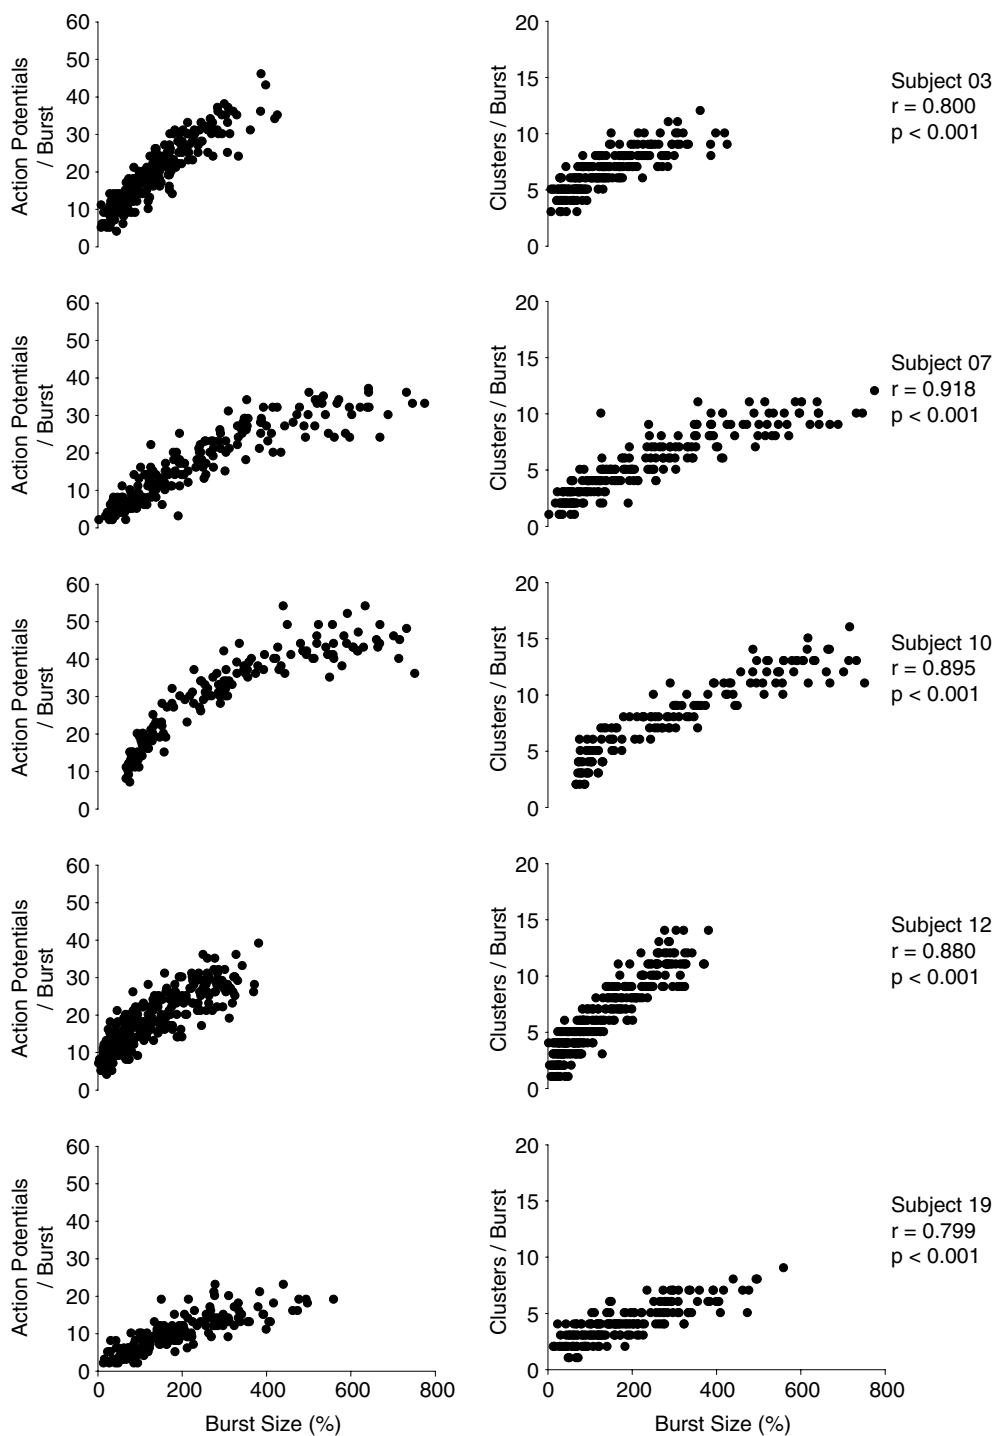 60
50
40
30
20
10
0
Action Potentials
/ Burst
20
15
10
5
0
Clusters / Burst
Subject 03
r = 0.800
p < 0.001
60
50
40
30
20
10
0
Action Potentials
/ Burst
20
15
10
5
0
Clusters / Burst
Subject 07
r = 0.918
p < 0.001
60
50
40
30
20
10
0
Action Potentials
/ Burst
20
15
10
5
0
Clusters / Burst
Subject 10
r = 0.895
p < 0.001
60
50
40
30
20
10
0
Action Potentials
/ Burst
20
15
10
5
0
Clusters / Burst
Subject 12
r = 0.880
p < 0.001
60
50
40
30
20
10
0
Action Potentials
/ Burst
20
15
10
5
0
Clusters / Burst
Subject 19
r = 0.799
p < 0.001
0 200 400 600 800
Burst Size (%)
0 200 400 600 800
Burst Size (%)